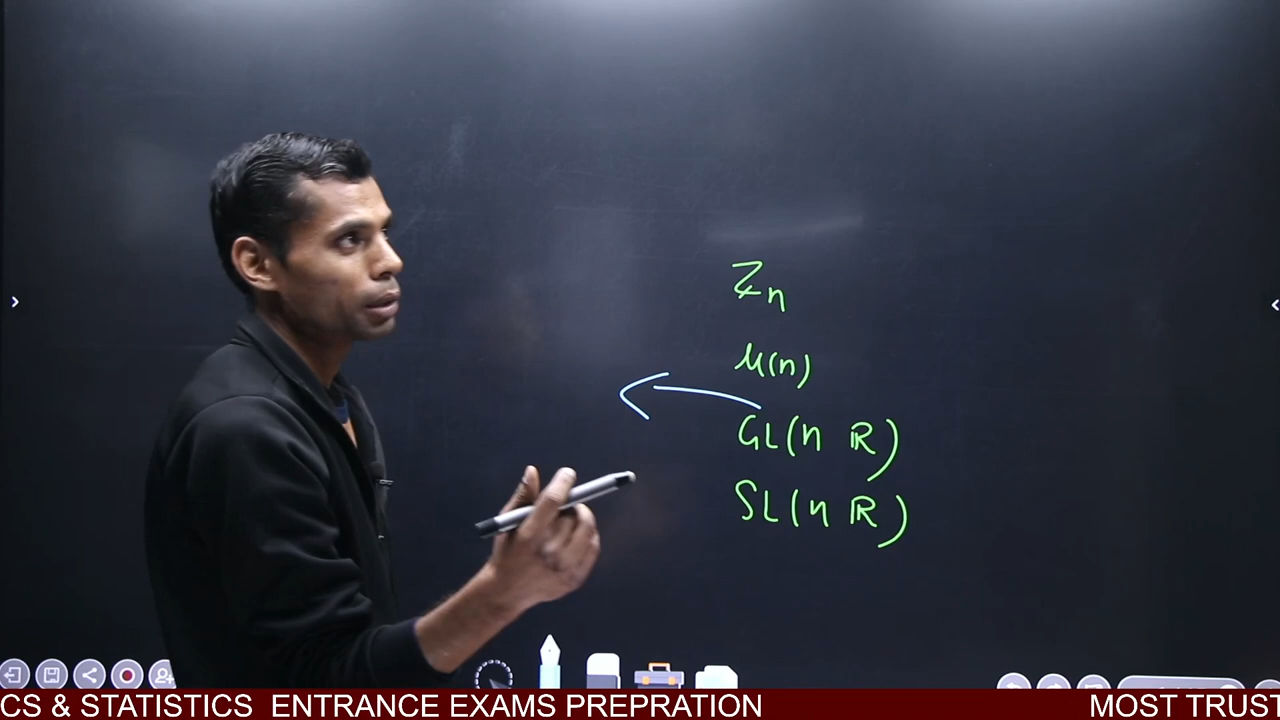 Zn
μ(n)
GL(n ℝ)
SL(n ℝ)
CS & STATISTICS ENTRANCE EXAMS PREPRATION MOST TRUST